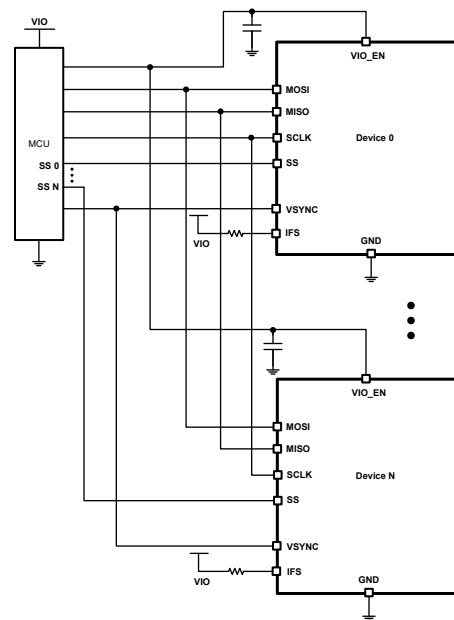 VIO
VIO_EN
MOSI
MISO
MCU
SCLK
Device 0
SS 0
SS
SS N
VSYNC
IFS
VIO
GND
VIO_EN
MOSI
MISO
SCLK
Device N
SS
VSYNC
IFS
VIO
GND